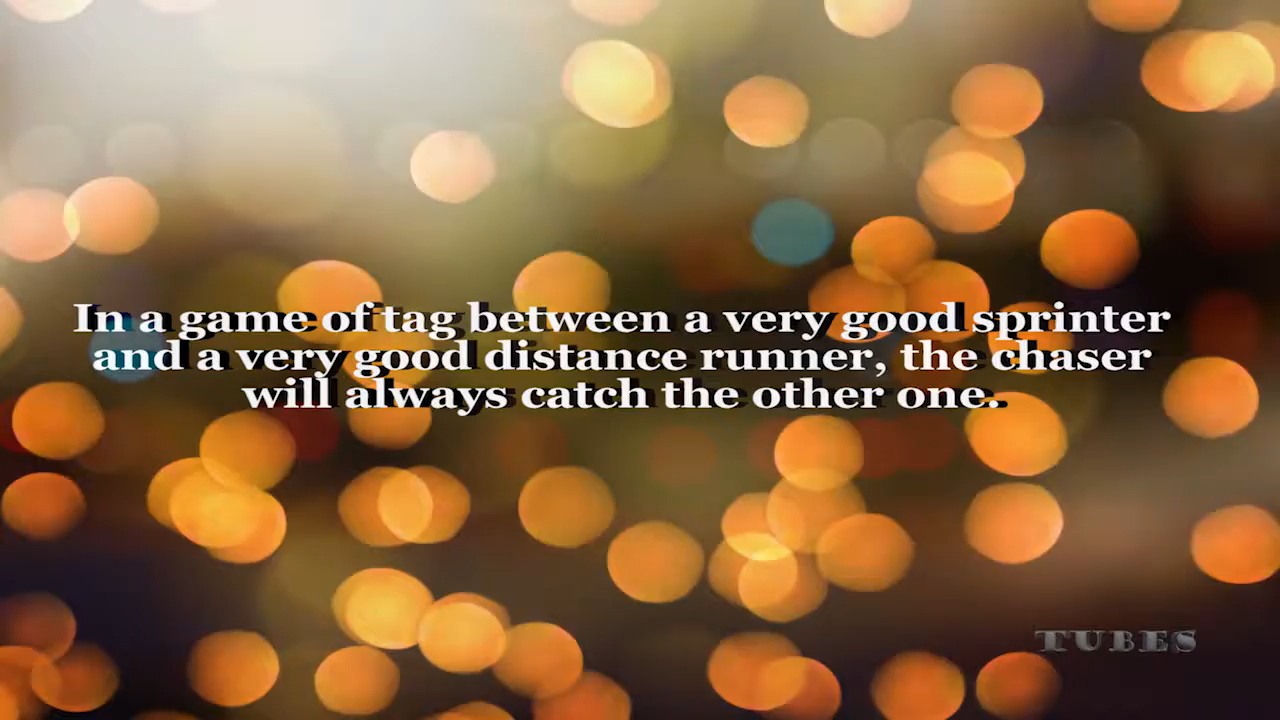 In a game of tag between a very good sprinter
and a very good distance runner, the chaser
will always catch the other one.
TUBES